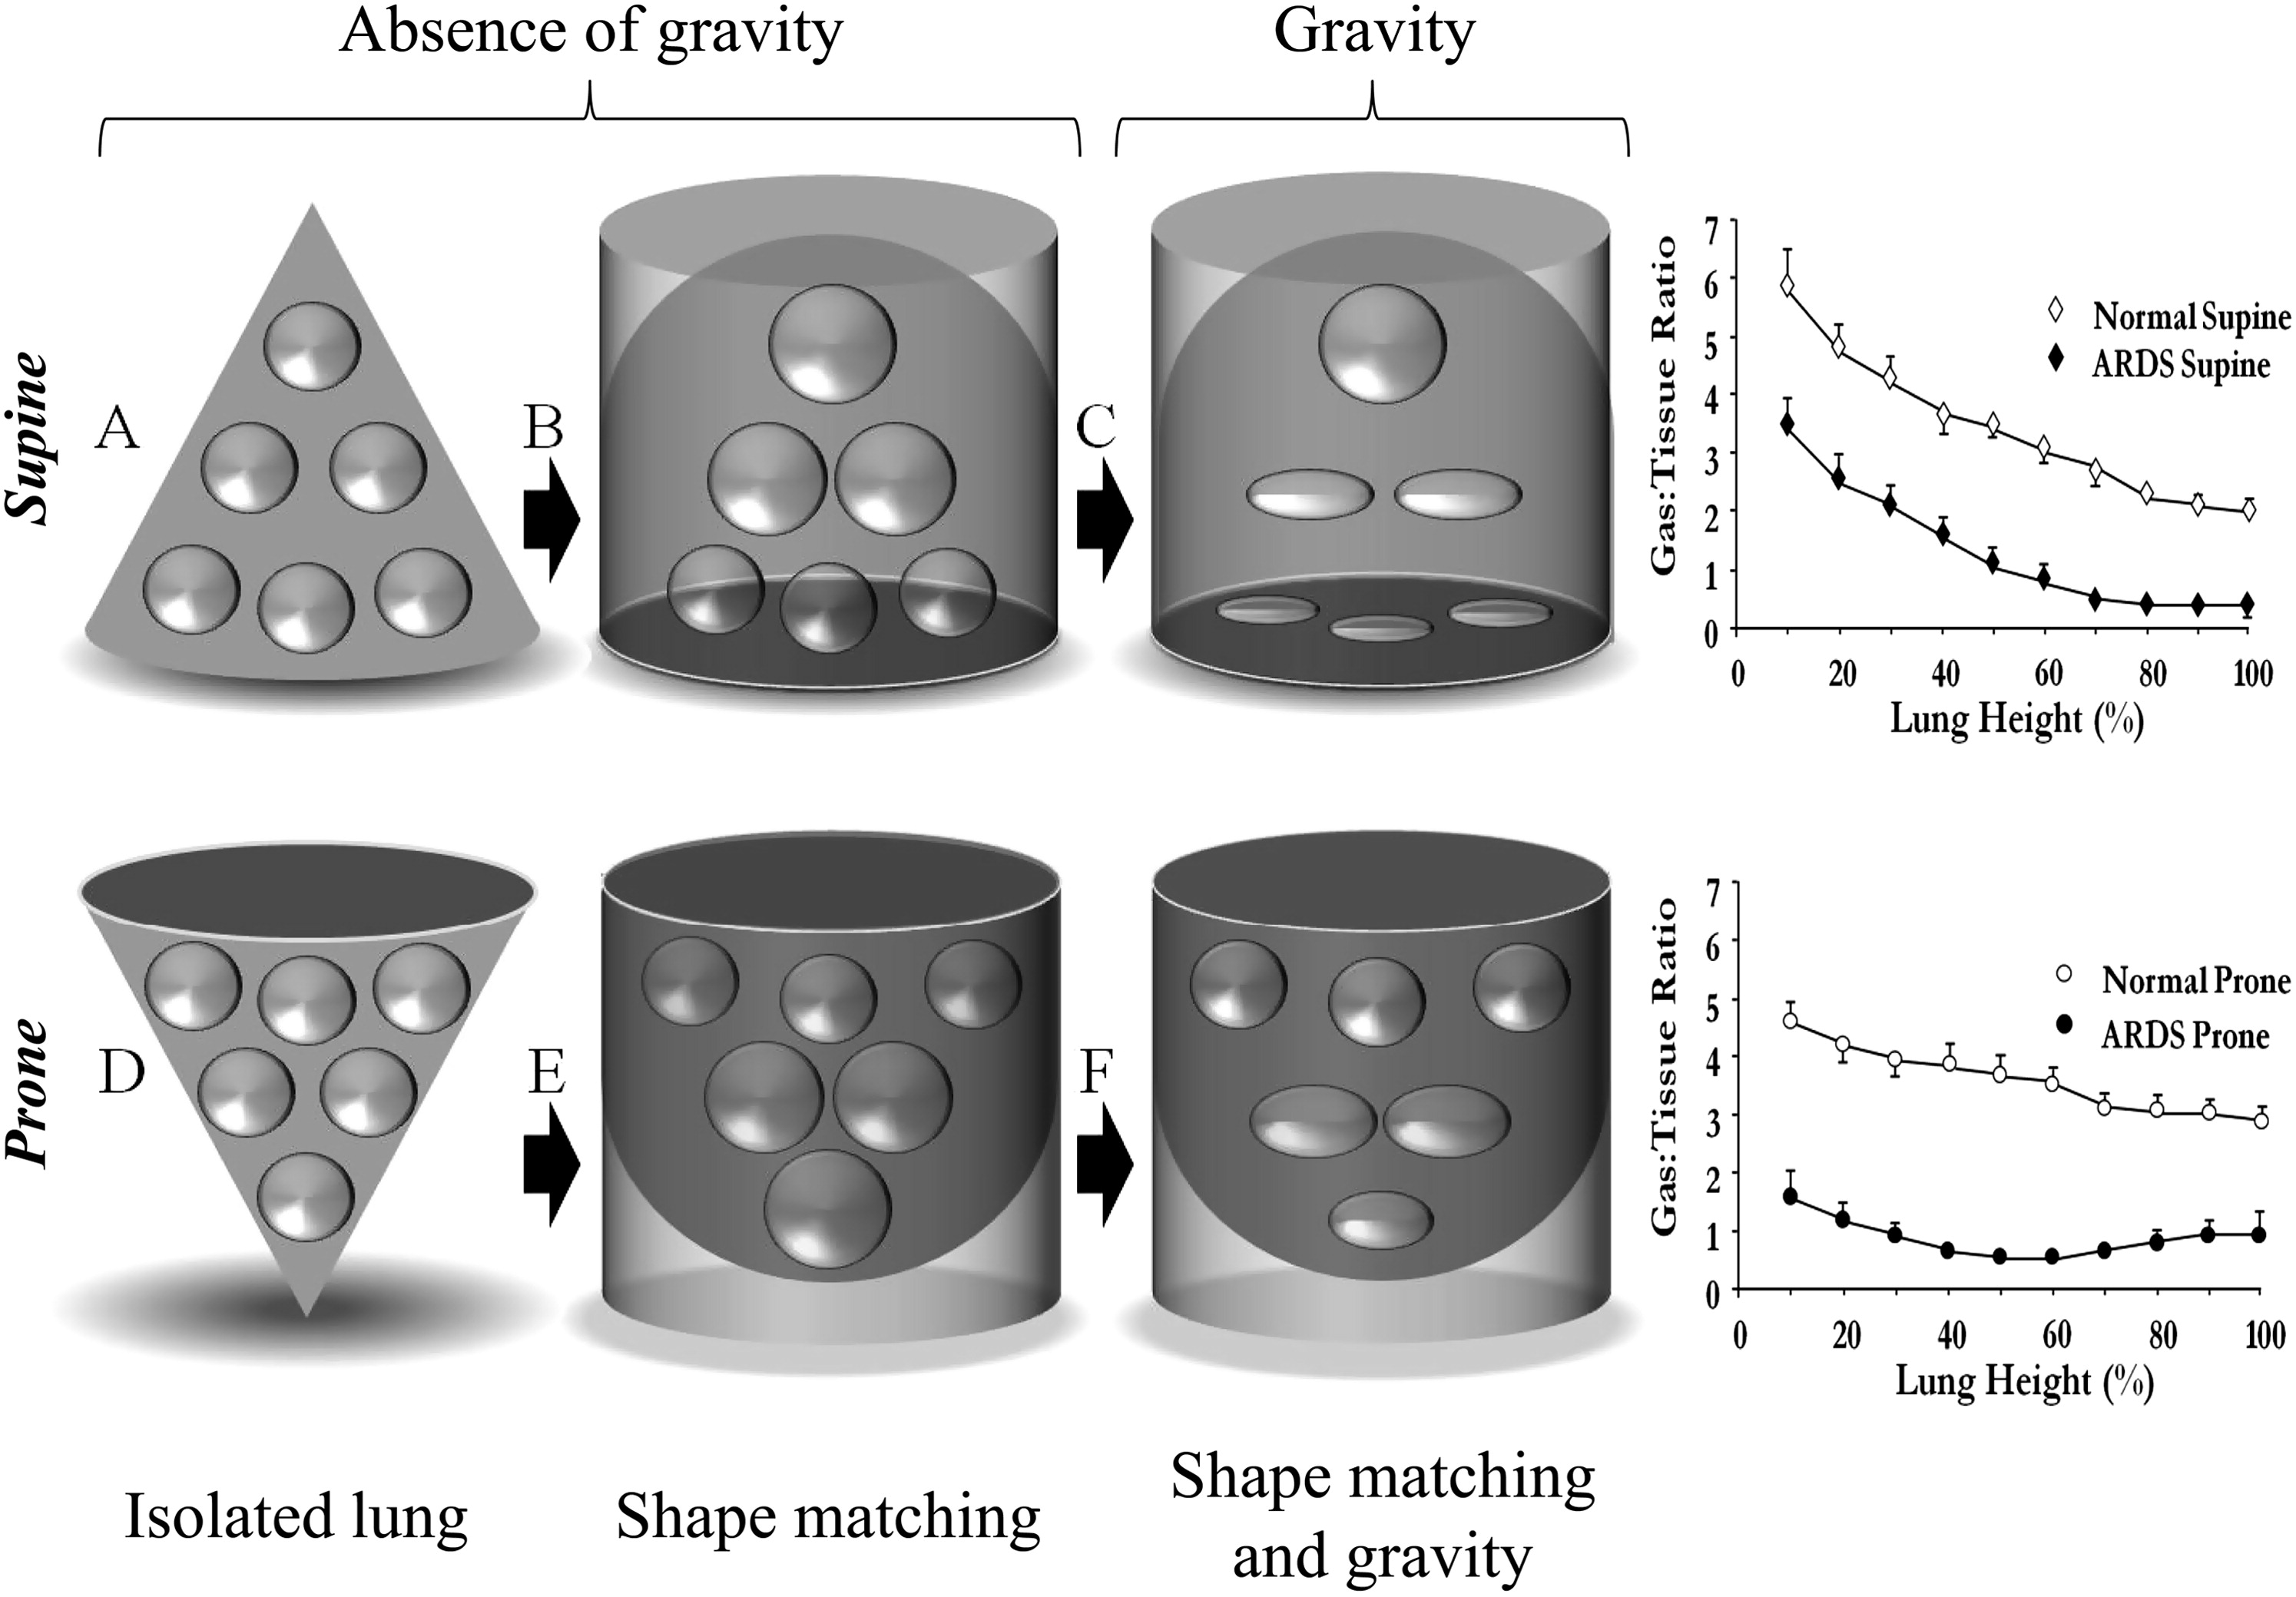 Absence of gravity
Gravity
Supine
A
B
C
Gas:Tissue Ratio
7
6
5
4
3
2
1
0
Normal Supine
ARDS Supine
0 20 40 60 80 100
Lung Height (%)
Prone
D
E
F
Gas:Tissue Ratio
7
6
5
4
3
2
1
0
Normal Prone
ARDS Prone
0 20 40 60 80 100
Lung Height (%)
Isolated lung
Shape matching
Shape matching
and gravity